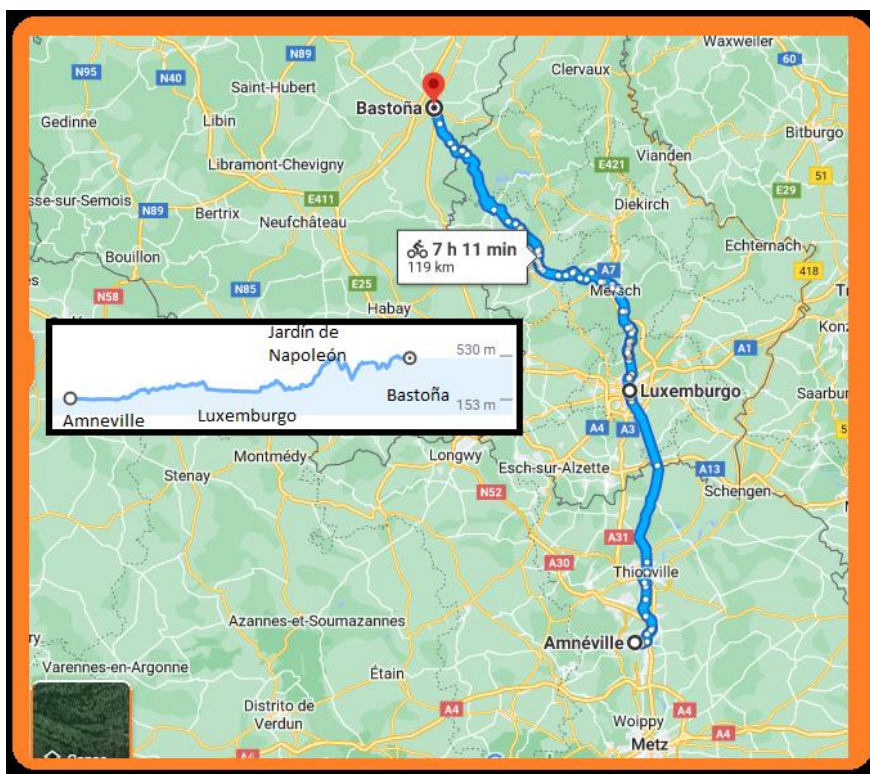 Waxweiler
N89
N95
N40
60
Clervaux
Saint-Hubert
Bastoña
Gedinne
Libin
Bitburgo
Libramont-Chevigny
Vianden
E421
51
sse-sur-Semois
E411
E29
N89
Bertrix
Diekirch
Neufchâteau
7 h 11 min
119 km
Echternach
Bouillon
418
A7
N58
N85
E25
Mersch
Habay
Jardín de
Napoleón
530 m
A1
Konz
Luxemburgo
Saarbur
Bastoña
Amneville
Luxemburgo
153 m
A4
A3
Montmédy
Longwy
Esch-sur-Alzette
A13
Stenay
Schengen
N52
A31
A30
Thionville
Azannes-et-Soumazannes
Amnéville
Varennes-en-Argonne
Étain
Distrito de
Verdun
A4
A4
Woippy
A4
A4
Metz